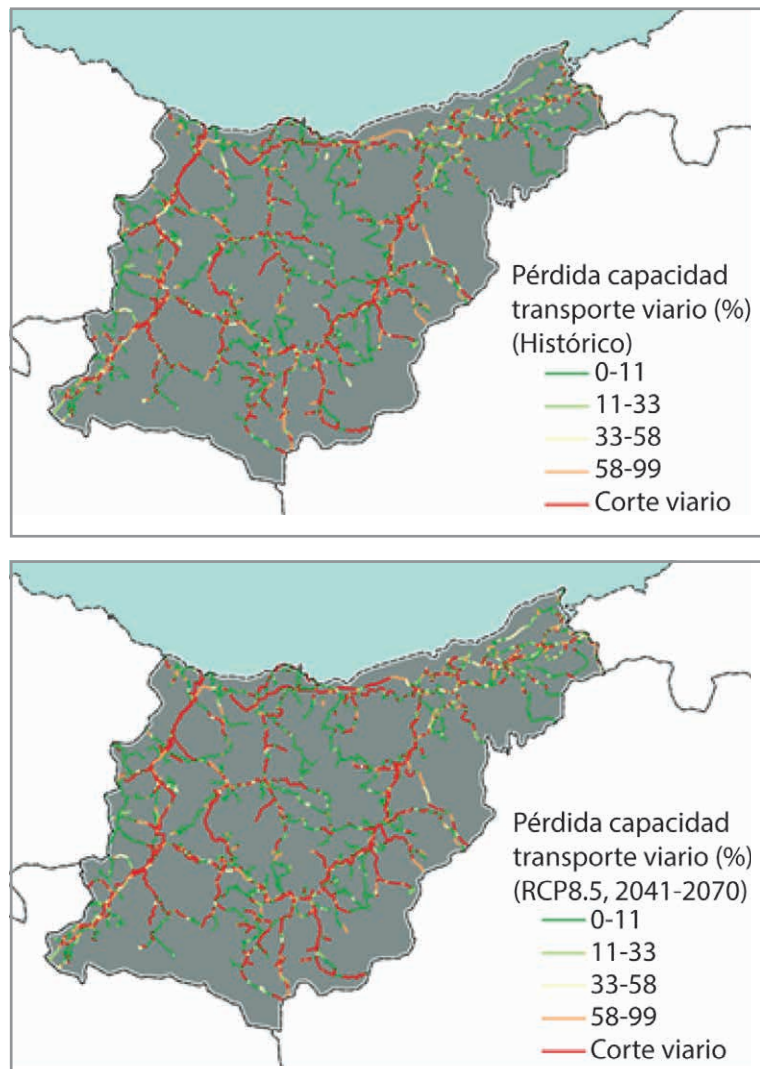 Pérdida capacidad
transporte viario (%)
(Histórico)
0-11
11-33
33-58
58-99
Corte viario
Pérdida capacidad
transporte viario (%)
(RCP8.5, 2041-2070)
0-11
11-33
33-58
58-99
Corte viario